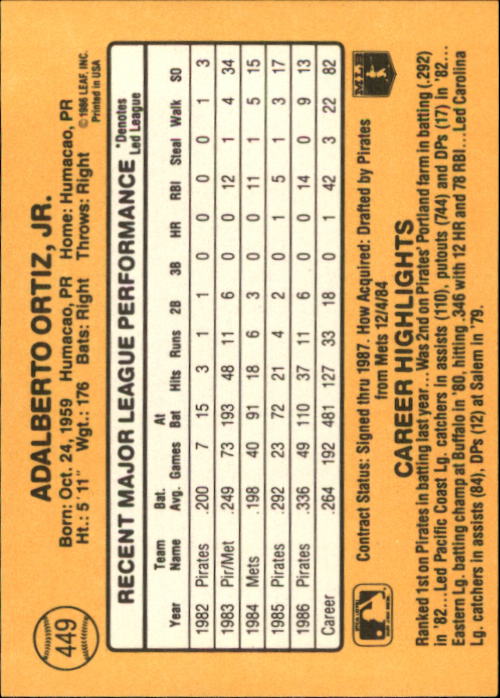 449
ADALBERTO ORTIZ, JR.
Born: Oct. 24, 1959 Humacao, PR Home: Humacao, PR
Ht.: 5'11" Wgt.: 176 Bats: Right Throws: Right
© 1986 LEAF, INC.
Printed in USA
RECENT MAJOR LEAGUE PERFORMANCE *Denotes Led League
Year Team Name Bat. Avg. Games At Bat Hits Runs 2B 3B HR RBI Steal Walk SO
1982 Pirates .200 7 15 3 1 1 0 0 0 0 1 3
1983 Pir/Met .249 73 193 48 11 6 0 0 12 1 4 34
1984 Mets .198 40 91 18 6 3 0 0 11 1 5 15
1985 Pirates .292 23 72 21 4 2 0 1 5 1 3 17
1986 Pirates .336 49 110 37 11 6 0 0 14 0 9 13
Career .264 192 481 127 33 18 0 1 42 3 22 82
Contract Status: Signed thru 1987. How Acquired: Drafted by Pirates
from Mets 12/4/84
MLB
CAREER HIGHLIGHTS
Ranked 1st on Pirates in batting last year...Was 2nd on Pirates' Portland farm in batting (.292)
in '82...Led Pacific Coast Lg. catchers in assists (110), putouts (744) and DPs (17) in '82...
Eastern Lg. batting champ at Buffalo in '80, hitting .346 with 12 HR and 78 RBI...Led Carolina
Lg. catchers in assists (84), DPs (12) at Salem in '79.